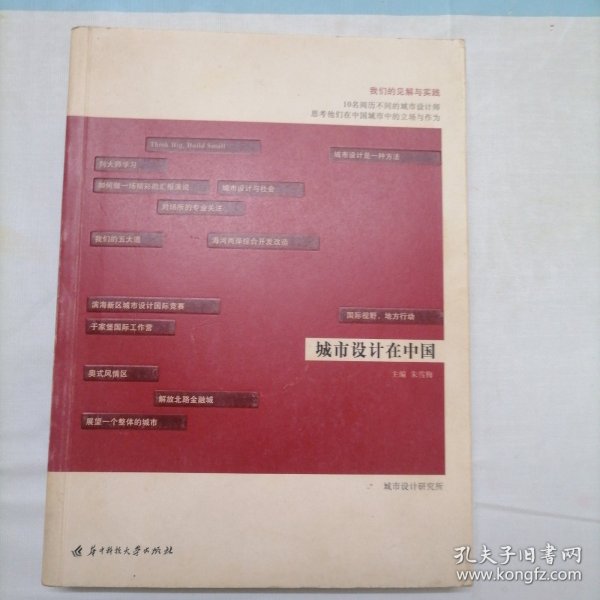 我们的见解与实践
10名阅历不同的城市设计师
思考他们在中国城市中的立场与作为
Think Big, Build Small
城市设计是一种方法
向大师学习
如何做一场精彩的汇报演说
城市设计与社会
对场所的专业关注
我们的五大道
海河两岸综合开发改造
滨海新区城市设计国际竞赛
国际视野，地方行动
于家堡国际工作营
城市设计在中国
主编 朱雪梅
奥式风情区
解放北路金融城
展望一个整体的城市
城市设计研究所
华中科技大学出版社
孔夫子旧书网
www.kongfz.com